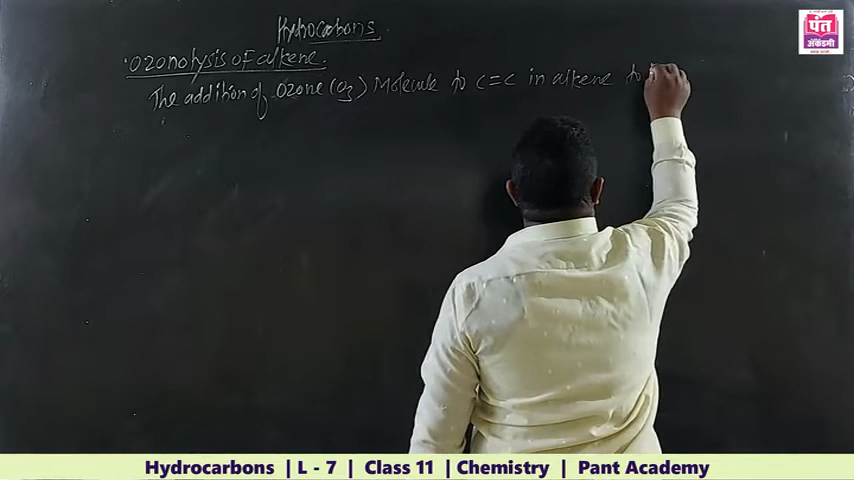 Hydrocarbons.
Ozonolysis of alkene.
The addition of Ozone (O3) Molecule to C=C in alkene to
पंत
अ‍ॅकॅडमी
Hydrocarbons | L - 7 | Class 11 | Chemistry | Pant Academy